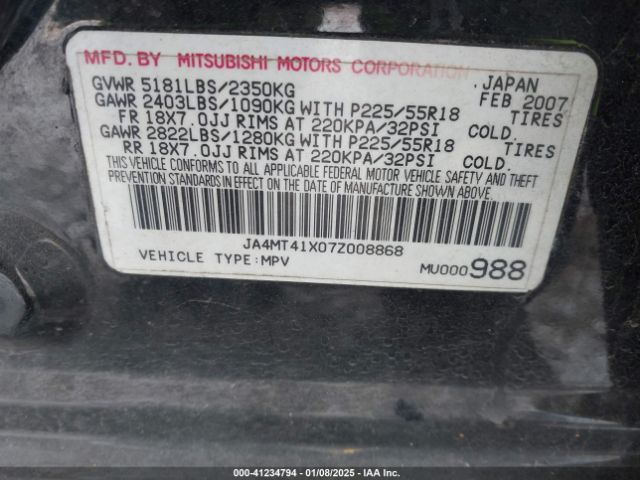 MFD. BY MITSUBISHI MOTORS CORPORATION JAPAN
GVWR 5181LBS/2350KG FEB 2007
GAWR 2403LBS/1090KG WITH P225/55R18 TIRES
FR 18X7.0JJ RIMS AT 220KPA/32PSI COLD.
GAWR 2822LBS/1280KG WITH P225/55R18 TIRES
RR 18X7.0JJ RIMS AT 220KPA/32PSI COLD.
THIS VEHICLE CONFORMS TO ALL APPLICABLE FEDERAL MOTOR VEHICLE SAFETY AND THEFT
PREVENTION STANDARDS IN EFFECT ON THE DATE OF MANUFACTURE SHOWN ABOVE.
JA4MT41X07Z008868
VEHICLE TYPE:MPV MU000988
000-41234794 - 01/08/2025 - IAA Inc.